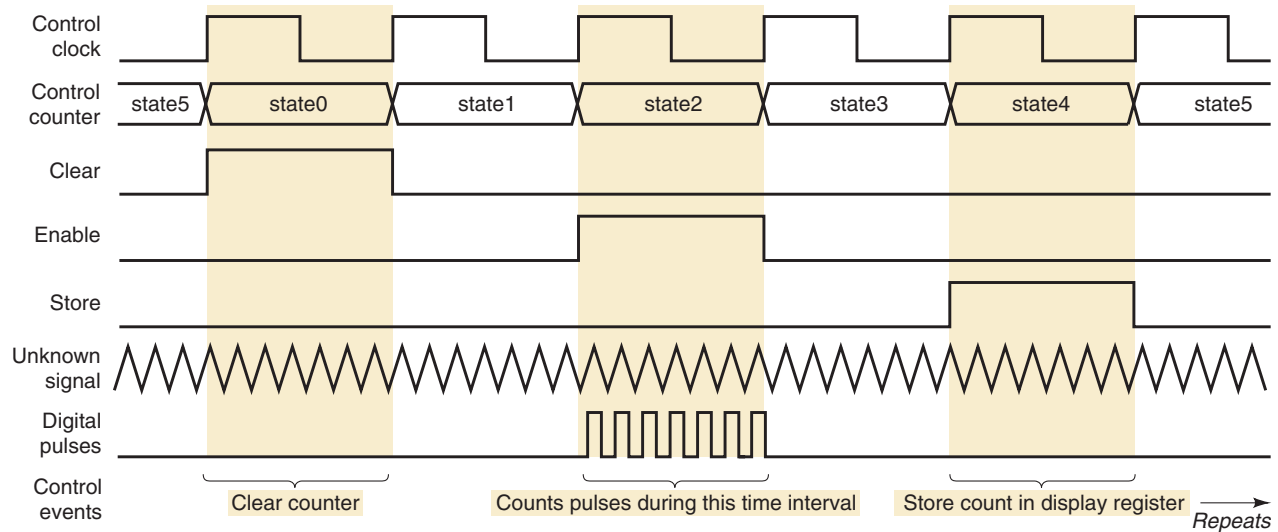 Control
clock
Control
counter
state5
state0
state1
state2
state3
state4
state5
Clear
Enable
Store
Unknown
signal
Digital
pulses
Control
events
Clear counter
Counts pulses during this time interval
Store count in display register
Repeats